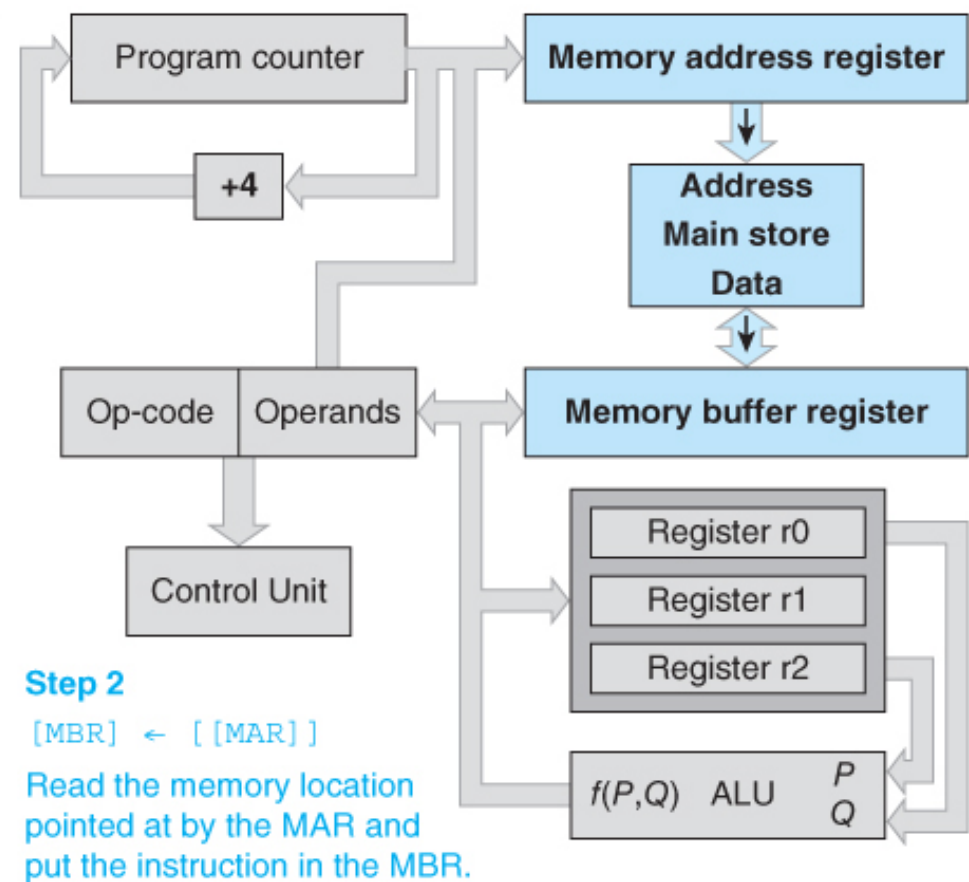 Program counter
Memory address register
+4
Address
Main store
Data
Op-code
Operands
Memory buffer register
Control Unit
Register r0
Register r1
Register r2
f(P,Q) ALU
P
Q
Step 2
[MBR] ← [[MAR]]
Read the memory location
pointed at by the MAR and
put the instruction in the MBR.